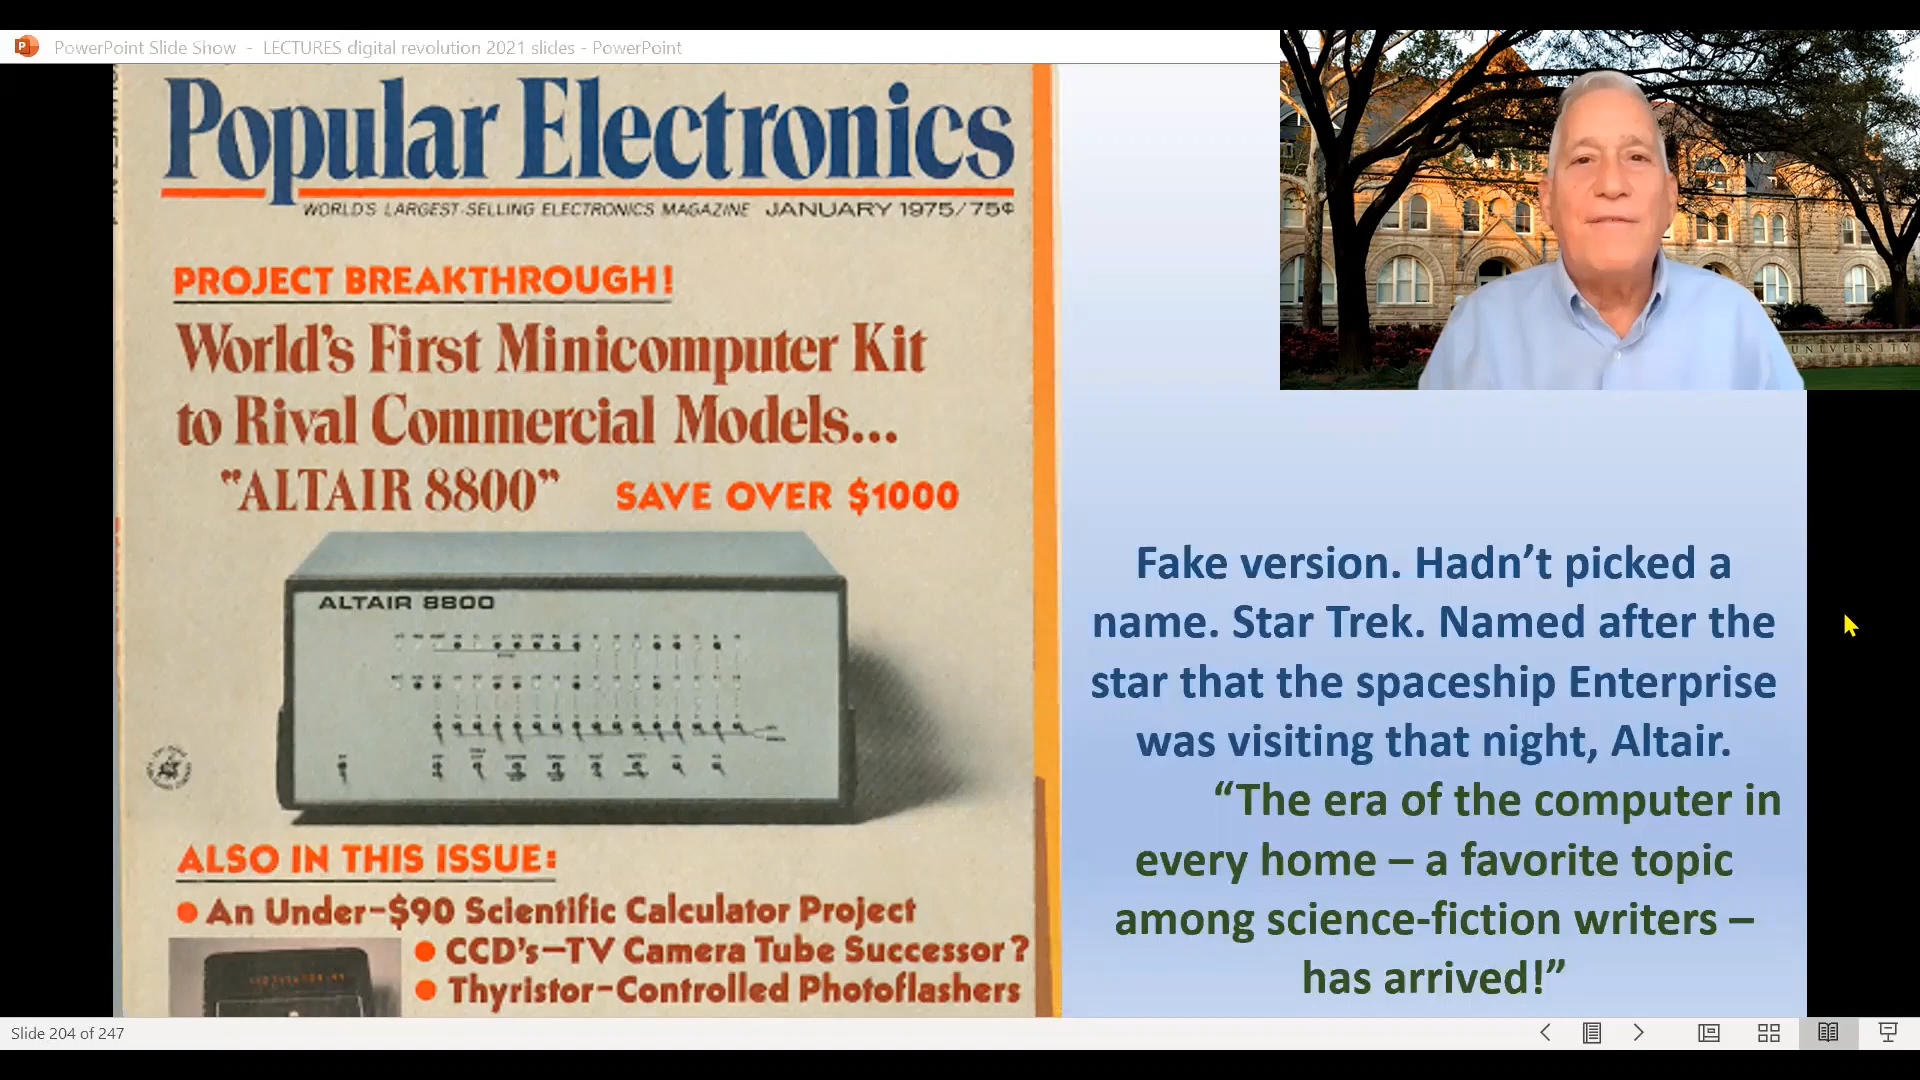 PowerPoint Slide Show - LECTURES digital revolution 2021 slides - PowerPoint
Popular Electronics
WORLD'S LARGEST-SELLING ELECTRONICS MAGAZINE JANUARY 1975/75¢
PROJECT BREAKTHROUGH!
World's First Minicomputer Kit
to Rival Commercial Models...
"ALTAIR 8800" SAVE OVER $1000
ALTAIR 8800
ALSO IN THIS ISSUE:
• An Under-$90 Scientific Calculator Project
• CCD's—TV Camera Tube Successor?
• Thyristor-Controlled Photoflashers
UNIVERSITY
Fake version. Hadn't picked a
name. Star Trek. Named after the
star that the spaceship Enterprise
was visiting that night, Altair.
“The era of the computer in
every home – a favorite topic
among science-fiction writers –
has arrived!”
Slide 204 of 247